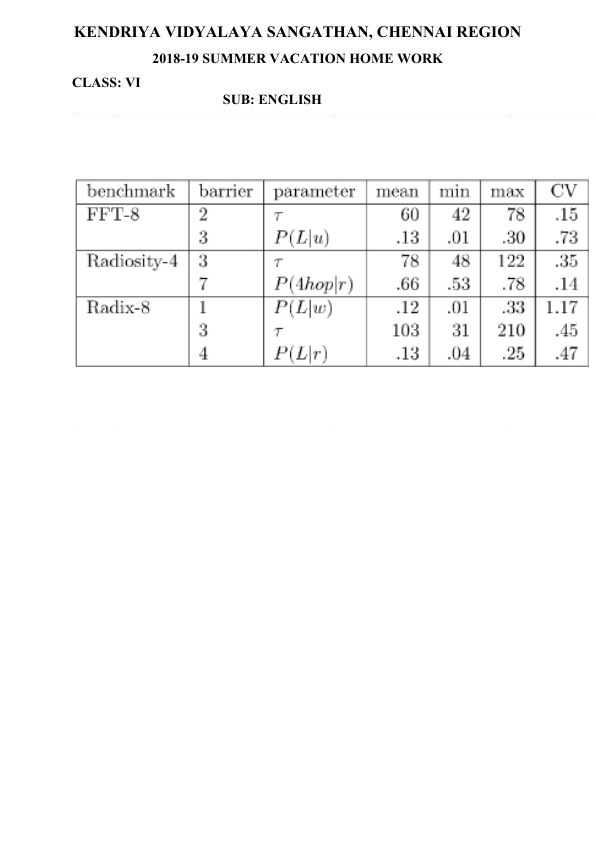 KENDRIYA VIDYALAYA SANGATHAN, CHENNAI REGION
2018-19 SUMMER VACATION HOME WORK
CLASS: VI
SUB: ENGLISH
benchmark barrier parameter mean min max CV
FFT-8 2 τ 60 42 78 .15
3 P(L|u) .13 .01 .30 .73
Radiosity-4 3 τ 78 48 122 .35
7 P(4hop|r) .66 .53 .78 .14
Radix-8 1 P(L|w) .12 .01 .33 1.17
3 τ 103 31 210 .45
4 P(L|r) .13 .04 .25 .47